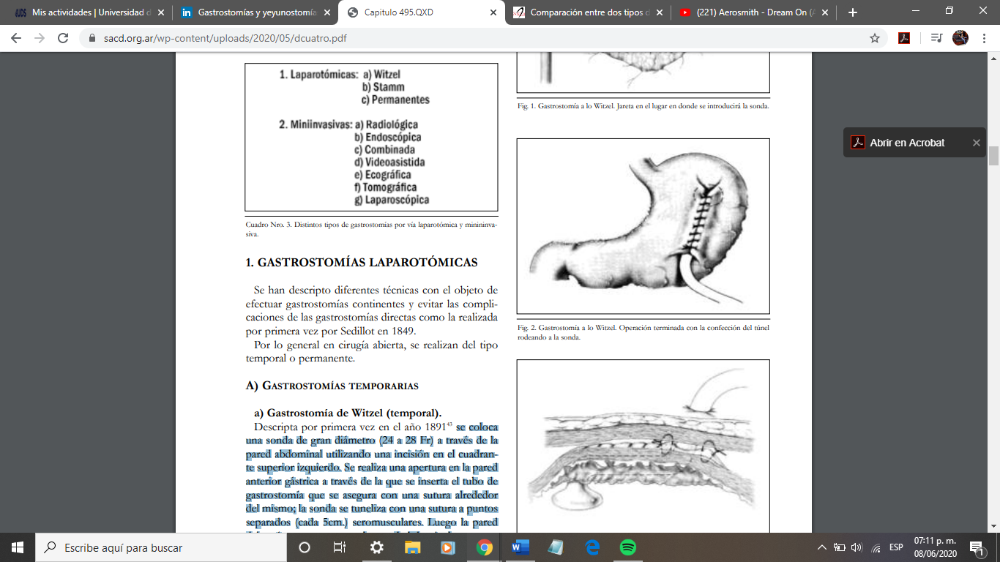 Mis actividades | Universidad d
Gastrostomías y yeyunostomía
Capitulo 495.QXD
Comparación entre dos tipos d
(221) Aerosmith - Dream On (A
sacd.org.ar/wp-content/uploads/2020/05/dcuatro.pdf
1. Laparotómicas: a) Witzel
b) Stamm
c) Permanentes
2. Miniinvasivas: a) Radiológica
b) Endoscópica
c) Combinada
d) Videoasistida
e) Ecográfica
f) Tomográfica
g) Laparoscópica
Cuadro Nro. 3. Distintos tipos de gastrostomías por vía laparotómica y minininva-
siva.
1. GASTROSTOMÍAS LAPAROTÓMICAS
Se han descripto diferentes técnicas con el objeto de
efectuar gastrostomías continentes y evitar las compli-
caciones de las gastrostomías directas como la realizada
por primera vez por Sedillot en 1849.
Por lo general en cirugía abierta, se realizan del tipo
temporal o permanente.
A) GASTROSTOMÍAS TEMPORARIAS
a) Gastrostomía de Witzel (temporal).
Descripta por primera vez en el año 1891⁴³ se coloca
una sonda de gran diámetro (24 a 28 Fr) a través de la
pared abdominal utilizando una incisión en el cuadran-
te superior izquierdo. Se realiza una apertura en la pared
anterior gástrica a través de la que se inserta el tubo de
gastrostomía que se asegura con una sutura alrededor
del mismo; la sonda se tuneliza con una sutura a puntos
separados (cada 5cm.) seromusculares. Luego la pared
Fig. 1. Gastrostomía a lo Witzel. Jareta en el lugar en donde se introducirá la sonda.
Fig. 2. Gastrostomía a lo Witzel. Operación terminada con la confección del túnel
rodeando a la sonda.
Abrir en Acrobat
Escribe aquí para buscar
ESP
07:11 p. m.
08/06/2020
1